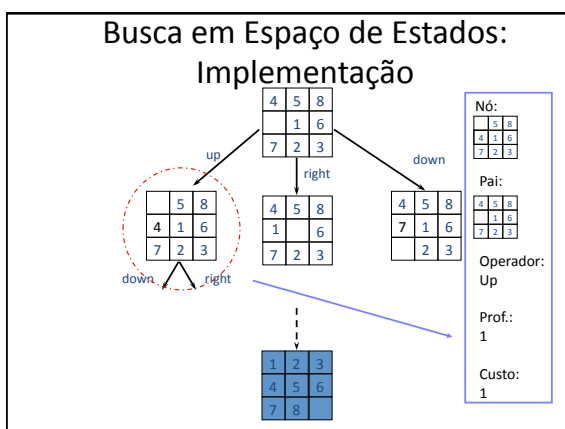 Busca em Espaço de Estados:
Implementação
4 5 8
1 6
7 2 3
up
right
down
5 8
4 1 6
7 2 3
4 5 8
1 6
7 2 3
4 5 8
7 1 6
2 3
down
right
1 2 3
4 5 6
7 8
Nó:
5 8
4 1 6
7 2 3
Pai:
4 5 8
1 6
7 2 3
Operador:
Up
Prof.:
1
Custo:
1